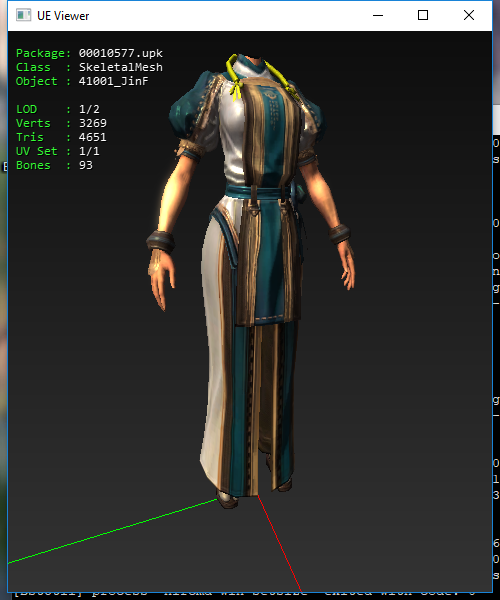 UE Viewer
Package: 00010577.upk
Class : SkeletalMesh
Object : 41001_JinF
LOD : 1/2
Verts : 3269
Tris : 4651
UV Set : 1/1
Bones : 93